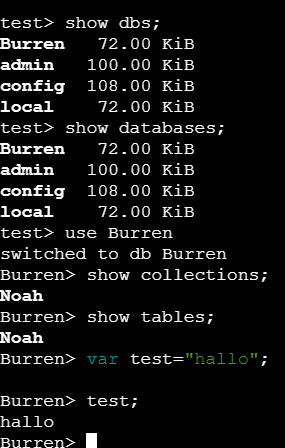 test> show dbs;
Burren   72.00 KiB
admin   100.00 KiB
config  108.00 KiB
local    72.00 KiB
test> show databases;
Burren   72.00 KiB
admin   100.00 KiB
config  108.00 KiB
local    72.00 KiB
test> use Burren
switched to db Burren
Burren> show collections;
Noah
Burren> show tables;
Noah
Burren> var test="hallo";

Burren> test;
hallo
Burren>